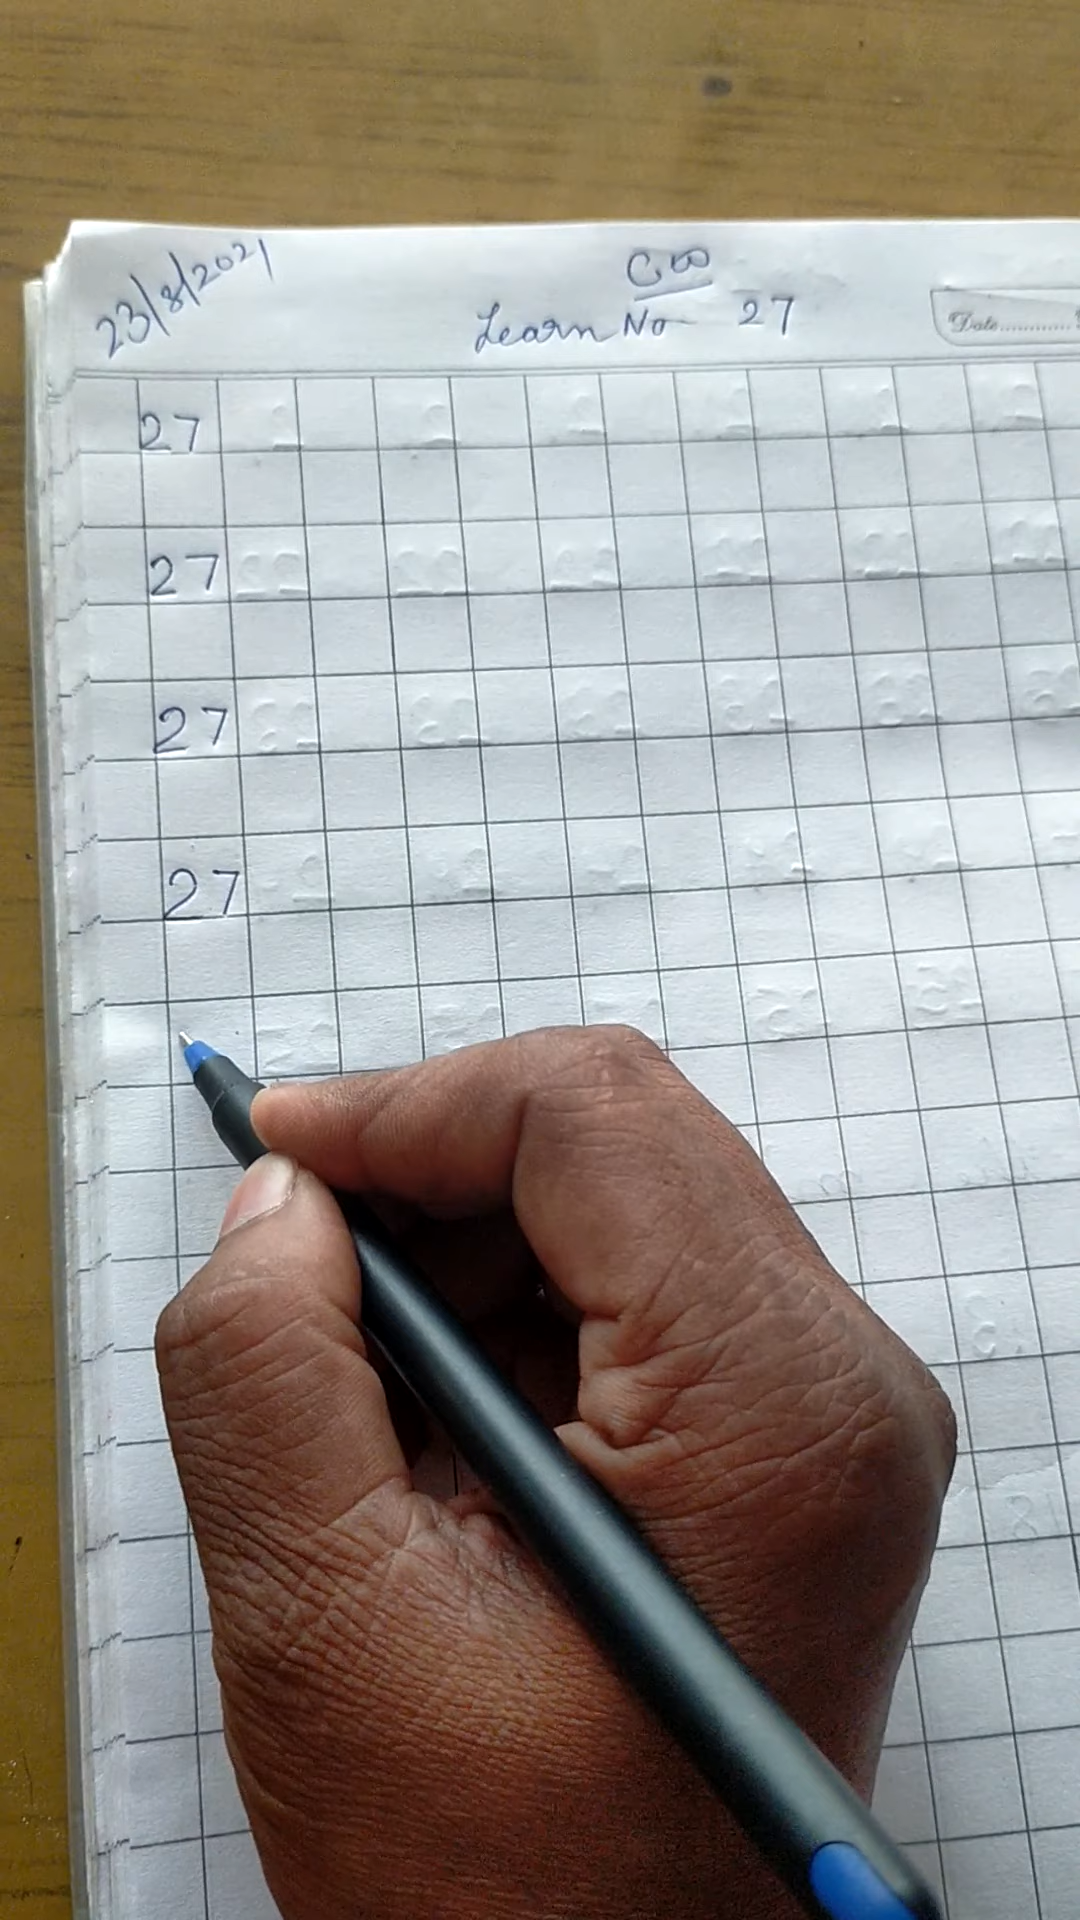 23/8/2021
CW
Learn No 27
Date............
27
27
27
27